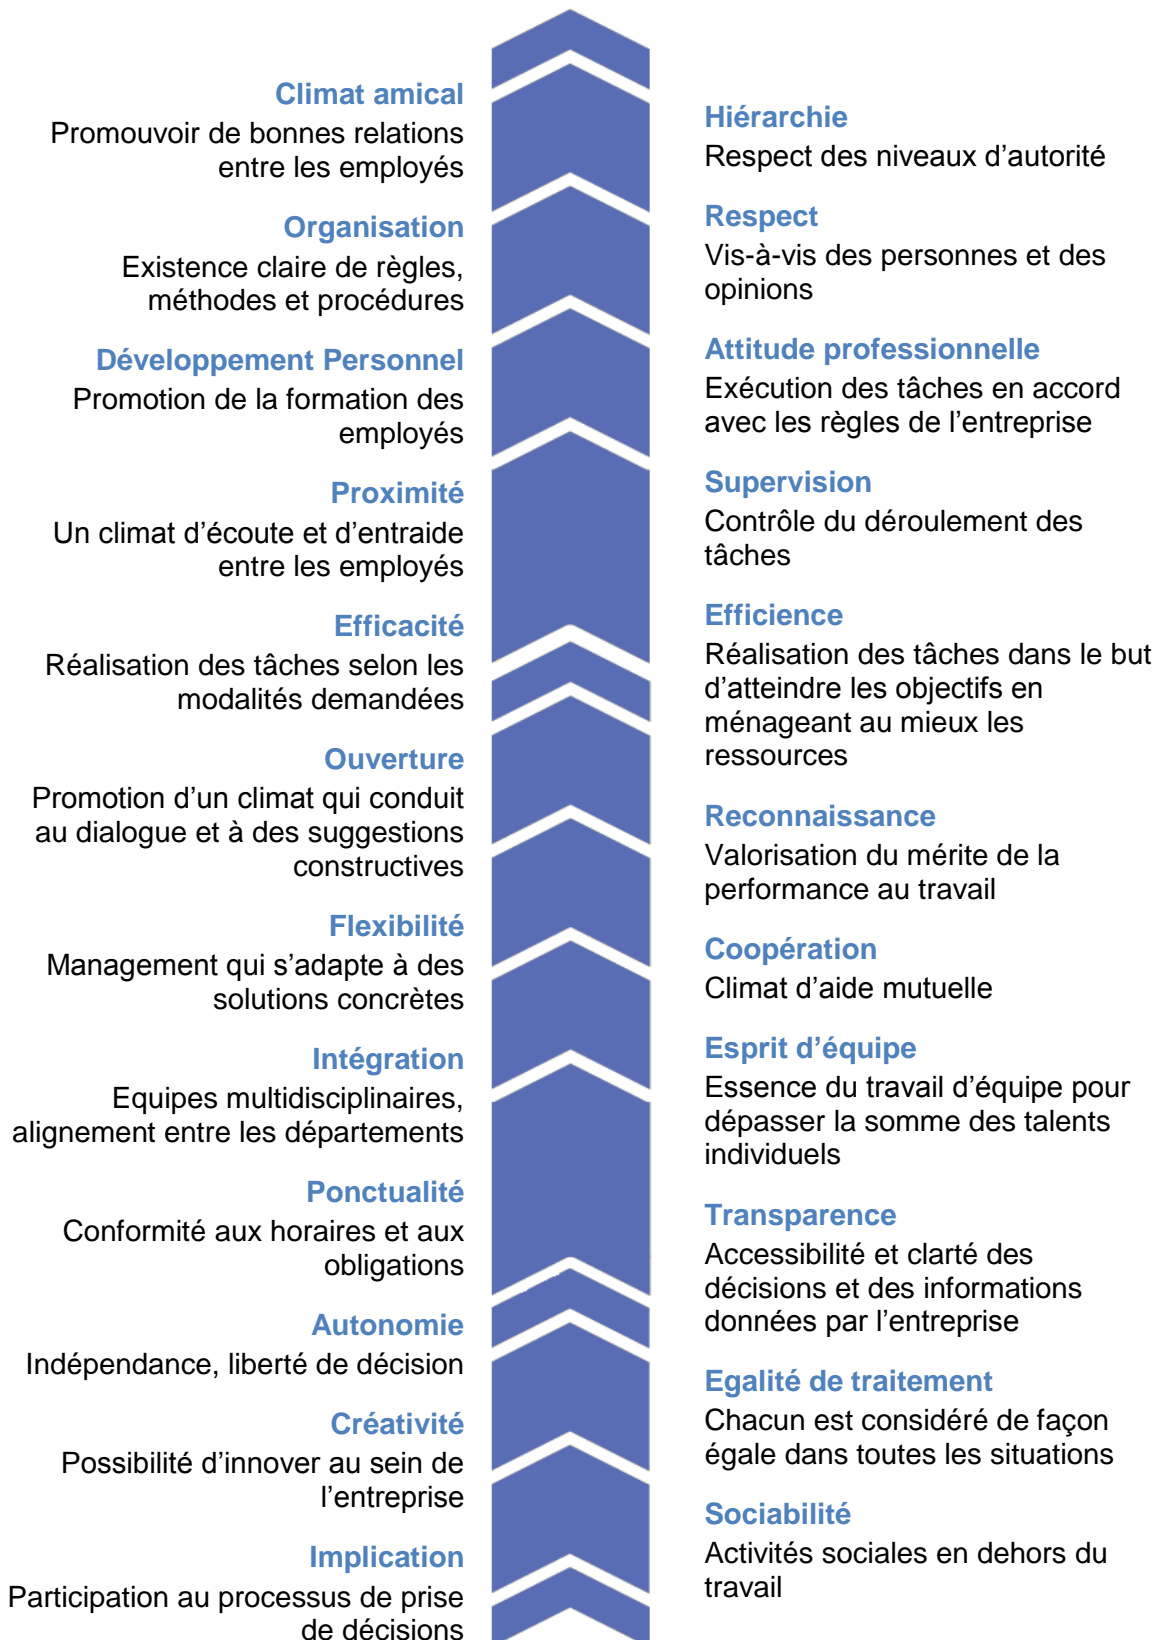 Climat amical
Promouvoir de bonnes relations
entre les employés
Organisation
Existence claire de règles,
méthodes et procédures
Développement Personnel
Promotion de la formation des
employés
Proximité
Un climat d’écoute et d’entraide
entre les employés
Efficacité
Réalisation des tâches selon les
modalités demandées
Ouverture
Promotion d’un climat qui conduit
au dialogue et à des suggestions
constructives
Flexibilité
Management qui s’adapte à des
solutions concrètes
Intégration
Equipes multidisciplinaires,
alignement entre les départements
Ponctualité
Conformité aux horaires et aux
obligations
Autonomie
Indépendance, liberté de décision
Créativité
Possibilité d’innover au sein de
l’entreprise
Implication
Participation au processus de prise
de décisions
Hiérarchie
Respect des niveaux d’autorité
Respect
Vis-à-vis des personnes et des
opinions
Attitude professionnelle
Exécution des tâches en accord
avec les règles de l’entreprise
Supervision
Contrôle du déroulement des
tâches
Efficience
Réalisation des tâches dans le but
d’atteindre les objectifs en
ménageant au mieux les
ressources
Reconnaissance
Valorisation du mérite de la
performance au travail
Coopération
Climat d’aide mutuelle
Esprit d’équipe
Essence du travail d’équipe pour
dépasser la somme des talents
individuels
Transparence
Accessibilité et clarté des
décisions et des informations
données par l’entreprise
Egalité de traitement
Chacun est considéré de façon
égale dans toutes les situations
Sociabilité
Activités sociales en dehors du
travail